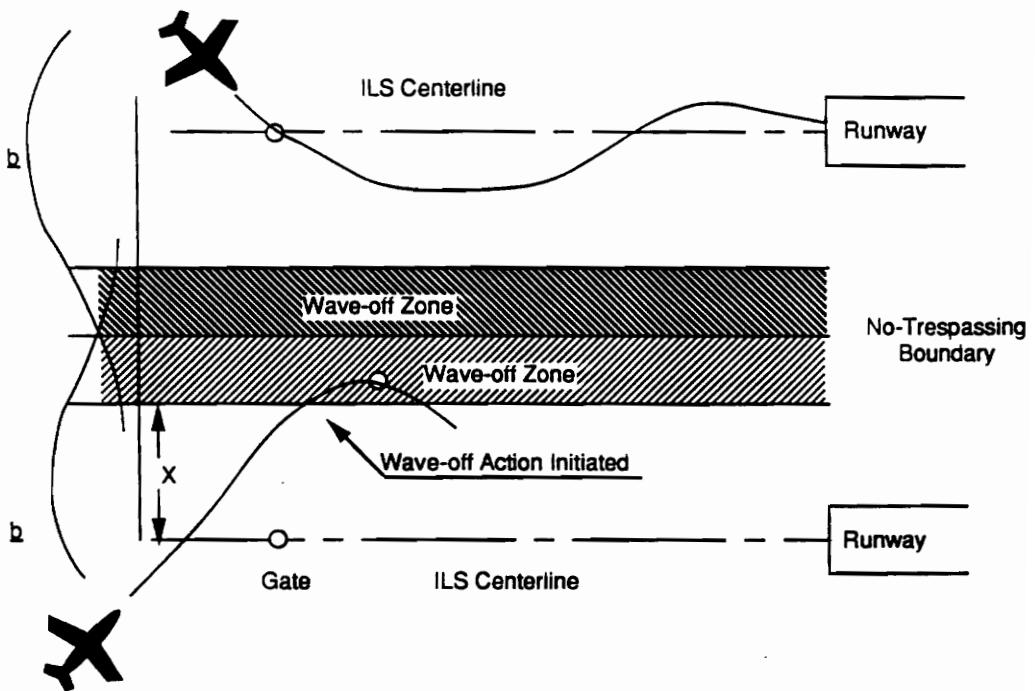 ILS Centerline
Runway
b
Wave-off Zone
No-Trespassing
Boundary
Wave-off Zone
Wave-off Action Initiated
X
b
Runway
Gate
ILS Centerline